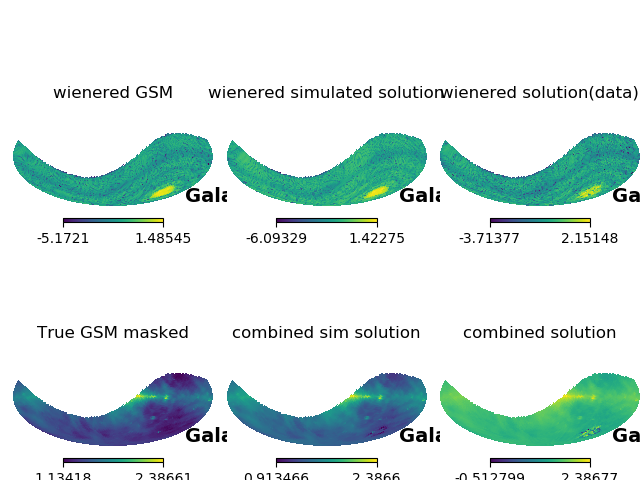 wienered GSM
wienered simulated solution
wienered solution(data)
Gala
Gala
Ga
-5.1721 1.48545
-6.09329 1.42275
-3.71377 2.15148
True GSM masked
combined sim solution
combined solution
Gala
Gala
Ga
1.13418 2.38661
0.913466 2.3866
-0.512799 2.38677